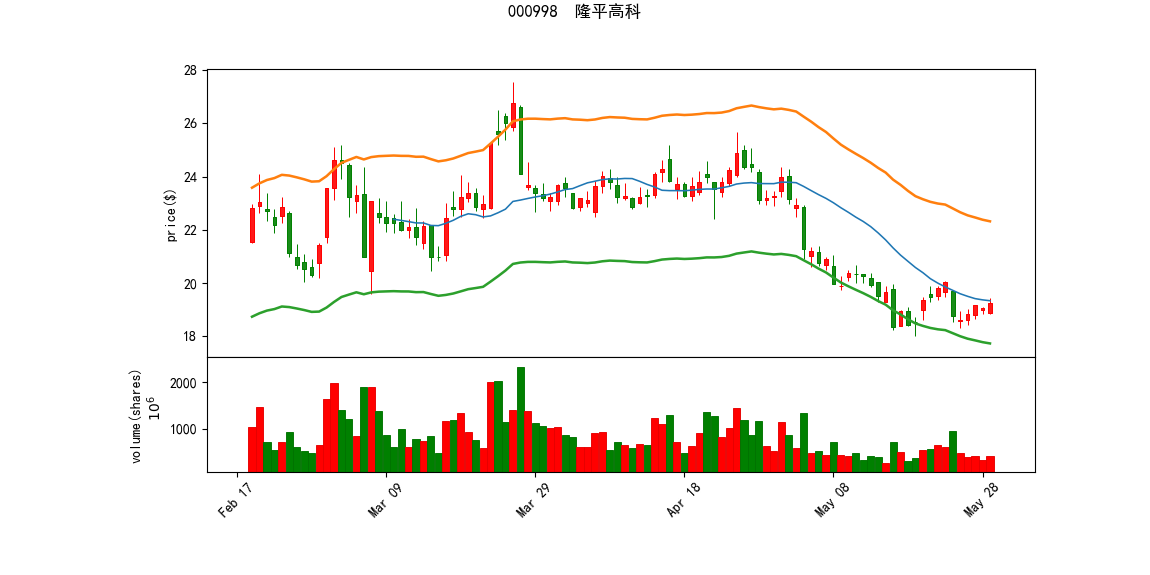 000998 隆平高科
price($)
28
26
24
22
20
18
volume(shares)
10^6
2000
1000
Feb 17
Mar 09
Mar 29
Apr 18
May 08
May 28